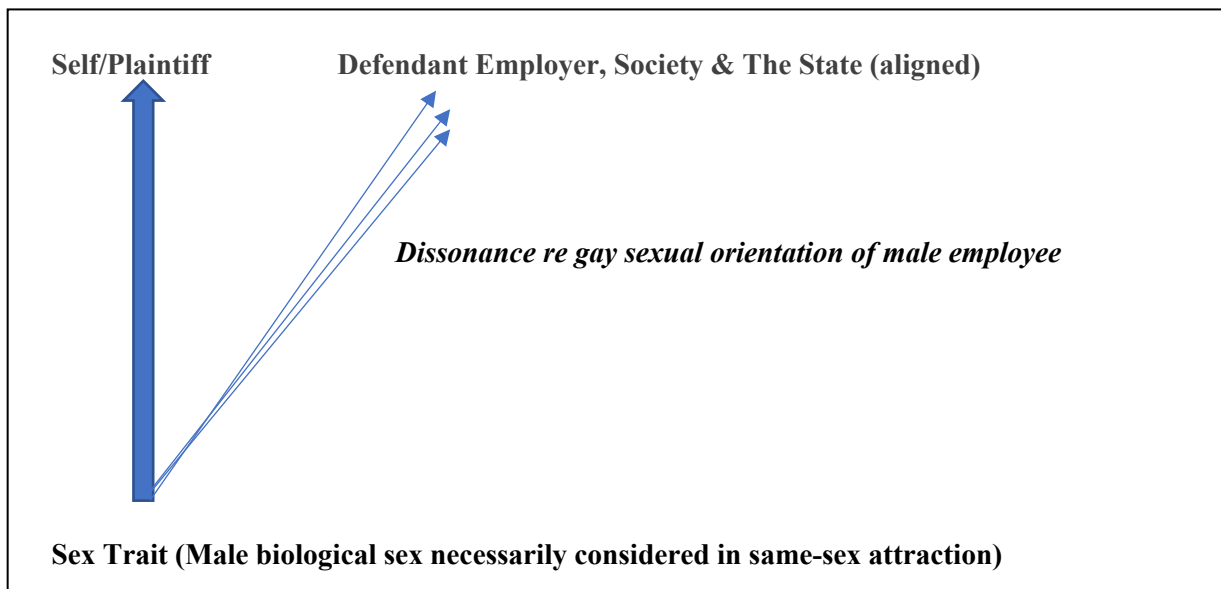 Self/Plaintiff Defendant Employer, Society & The State (aligned)
Dissonance re gay sexual orientation of male employee
Sex Trait (Male biological sex necessarily considered in same-sex attraction)